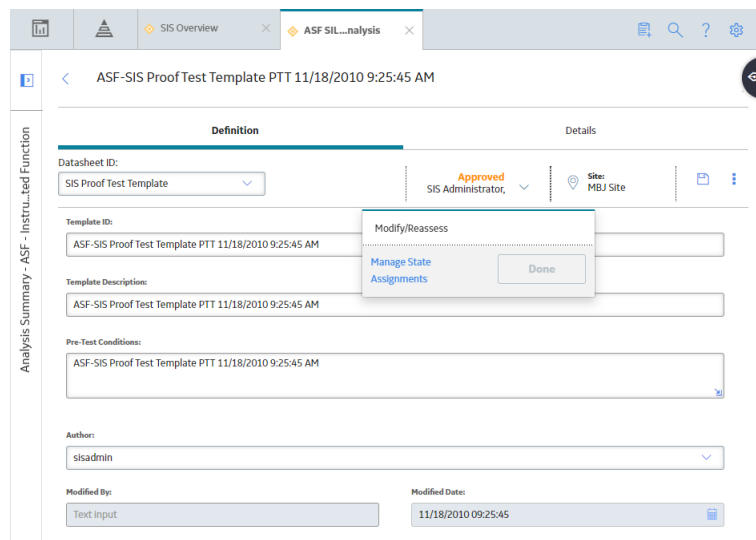 SIS Overview
ASF SIL...nalysis
ASF-SIS Proof Test Template PTT 11/18/2010 9:25:45 AM
Analysis Summary - ASF - Instru...ted Function
Definition
Details
Datasheet ID:
SIS Proof Test Template
Approved
SIS Administrator,
Site:
MBJ Site
Modify/Reassess
Manage State
Assignments
Done
Template ID:
ASF-SIS Proof Test Template PTT 11/18/2010 9:25:45 AM
Template Description:
ASF-SIS Proof Test Template PTT 11/18/2010 9:25:45 AM
Pre-Test Conditions:
ASF-SIS Proof Test Template PTT 11/18/2010 9:25:45 AM
Author:
sisadmin
Modified By:
Modified Date:
Text input
11/18/2010 09:25:45